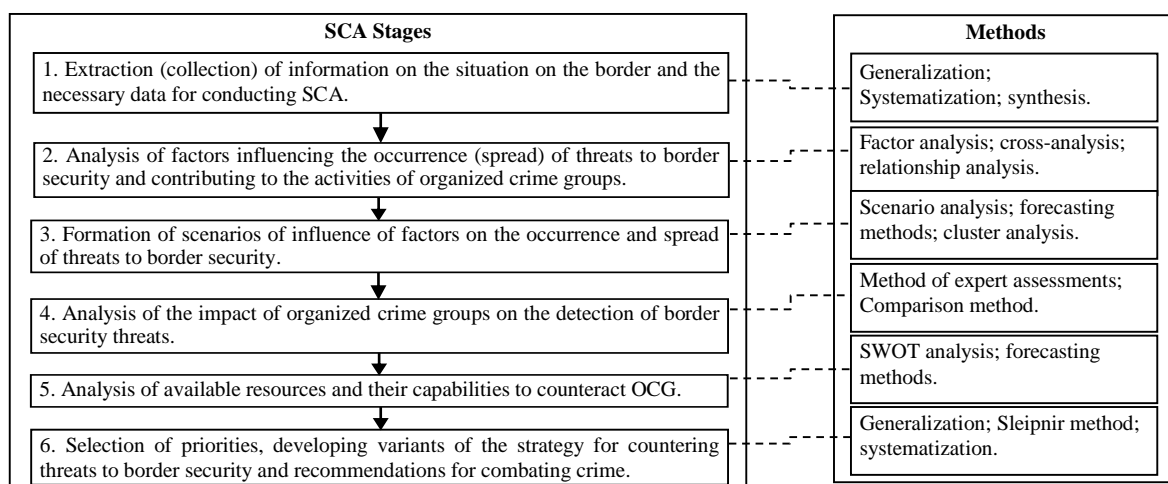 SCA Stages
1. Extraction (collection) of information on the situation on the border and the
necessary data for conducting SCA.
2. Analysis of factors influencing the occurrence (spread) of threats to border
security and contributing to the activities of organized crime groups.
3. Formation of scenarios of influence of factors on the occurrence and spread
of threats to border security.
4. Analysis of the impact of organized crime groups on the detection of border
security threats.
5. Analysis of available resources and their capabilities to counteract OCG.
6. Selection of priorities, developing variants of the strategy for countering
threats to border security and recommendations for combating crime.
Methods
Generalization;
Systematization; synthesis.
Factor analysis; cross-analysis;
relationship analysis.
Scenario analysis; forecasting
methods; cluster analysis.
Method of expert assessments;
Comparison method.
SWOT analysis; forecasting
methods.
Generalization; Sleipnir method;
systematization.